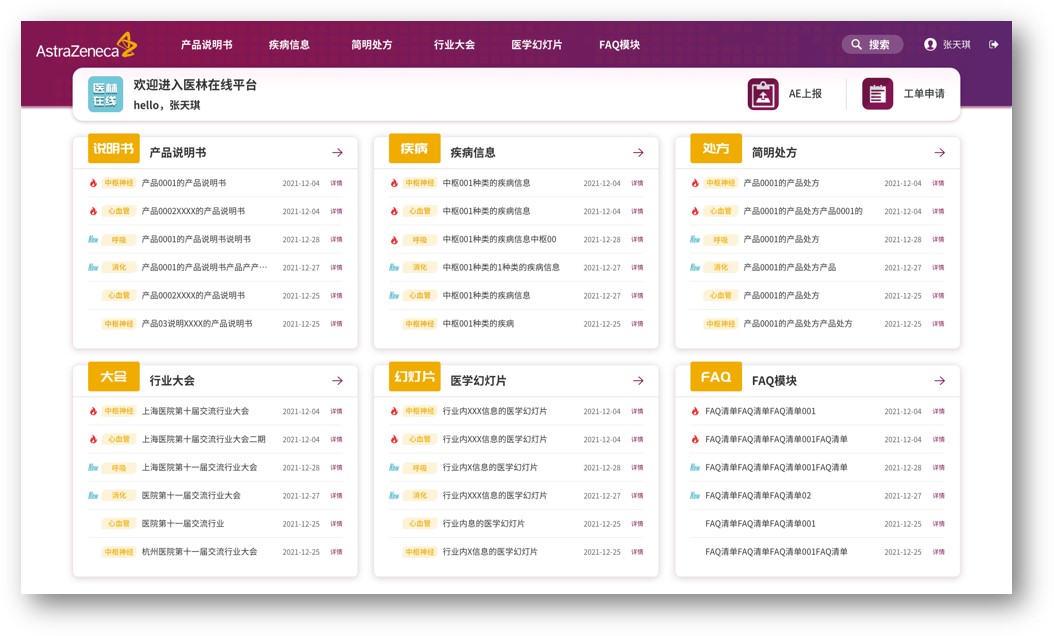 AstraZeneca 产品说明书 疾病信息 简明处方 行业大会 医学幻灯片 FAQ模块 搜索 张天琪
医林在线
欢迎进入医林在线平台
hello，张天琪
AE上报 工单申请
说明书 产品说明书
中枢神经 产品0001的产品说明书 2021-12-04 详情
心血管 产品0002XXXX的产品说明书 2021-12-04 详情
New 呼吸 产品0001的产品说明书说明书 2021-12-28 详情
New 消化 产品0001的产品说明书产品产产… 2021-12-27 详情
心血管 产品0002XXXX的产品说明书 2021-12-25 详情
中枢神经 产品03说明XXXX的产品说明书 2021-12-25 详情
疾病 疾病信息
中枢神经 中枢001种类的疾病信息 2021-12-04 详情
心血管 中枢001种类的疾病信息 2021-12-04 详情
呼吸 中枢001种类的疾病信息中枢00 2021-12-28 详情
New 消化 中枢001种类的1种类的疾病信息 2021-12-27 详情
New 心血管 中枢001种类的疾病信息 2021-12-27 详情
中枢神经 中枢001种类的疾病 2021-12-25 详情
处方 简明处方
中枢神经 产品0001的产品处方 2021-12-04 详情
心血管 产品0001的产品处方产品0001的 2021-12-04 详情
New 呼吸 产品0001的产品处方 2021-12-28 详情
New 消化 产品0001的产品处方产品 2021-12-27 详情
心血管 产品0001的产品处方 2021-12-25 详情
中枢神经 产品0001的产品处方产品处方 2021-12-25 详情
大会 行业大会
中枢神经 上海医院第十届交流行业大会 2021-12-04 详情
心血管 上海医院第十届交流行业大会二期 2021-12-04 详情
New 呼吸 上海医院第十一届交流行业大会 2021-12-28 详情
New 消化 医院第十一届交流行业大会 2021-12-27 详情
心血管 医院第十一届交流行业 2021-12-25 详情
中枢神经 杭州医院第十一届交流行业大会 2021-12-25 详情
幻灯片 医学幻灯片
中枢神经 行业内XXX信息的医学幻灯片 2021-12-04 详情
心血管 行业内XXX信息的医学幻灯片 2021-12-04 详情
New 呼吸 行业内X信息的医学幻灯片 2021-12-28 详情
New 消化 行业内XXX信息的医学幻灯片 2021-12-27 详情
心血管 行业内息的医学幻灯片 2021-12-25 详情
中枢神经 行业内X信息的医学幻灯片 2021-12-25 详情
FAQ FAQ模块
FAQ清单FAQ清单FAQ清单001 2021-12-04 详情
FAQ清单FAQ清单FAQ清单001FAQ清单 2021-12-04 详情
New FAQ清单FAQ清单FAQ清单001FAQ清单 2021-12-28 详情
New FAQ清单FAQ清单FAQ清单02 2021-12-27 详情
FAQ清单FAQ清单FAQ清单001 2021-12-25 详情
FAQ清单FAQ清单FAQ清单001FAQ清单 2021-12-25 详情